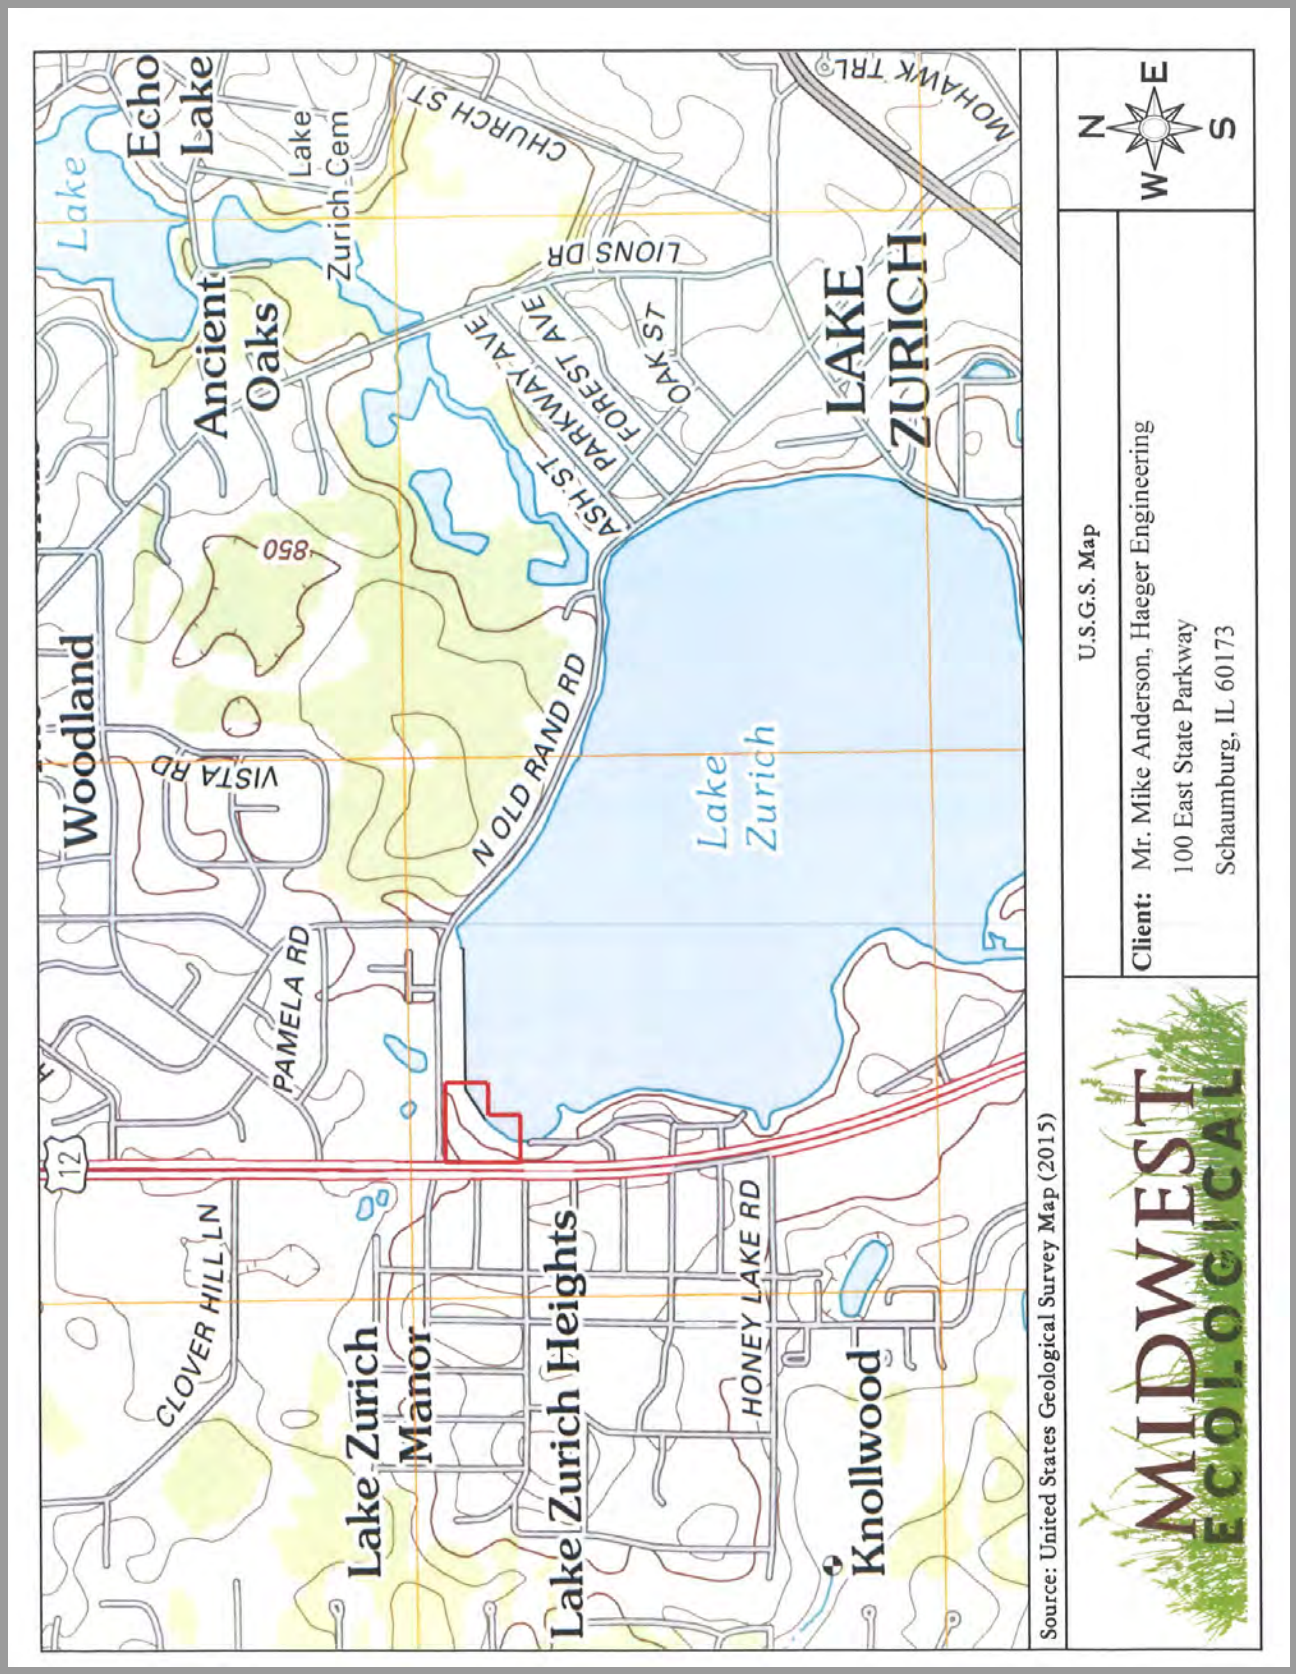 Echo
Lake
Lake
Lake
Zurich Cem
CHURCH ST
MOHAWK TRL
Ancient
Oaks
LIONS DR
PARKWAY AVE
FOREST AVE
OAK ST
ASH ST
LAKE
ZURICH
850
Woodland
VISTA RD
N OLD RAND RD
Lake
Zurich
PAMELA RD
12
CLOVER HILL LN
Lake Zurich
Manor
Lake Zurich Heights
HONEY LAKE RD
Knollwood
Source: United States Geological Survey Map (2015)
MIDWEST
ECOLOGICAL
U.S.G.S. Map
Client: Mr. Mike Anderson, Haeger Engineering
100 East State Parkway
Schaumburg, IL 60173
N
W E
S